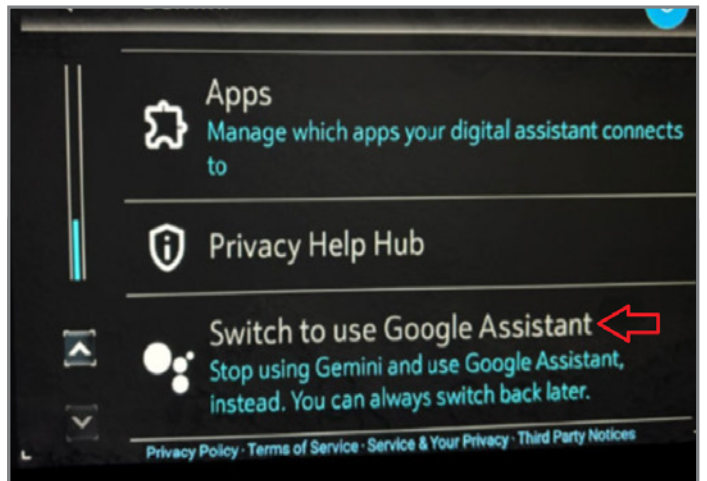 Apps
Manage which apps your digital assistant connects
to
Privacy Help Hub
Switch to use Google Assistant
Stop using Gemini and use Google Assistant,
instead. You can always switch back later.
Privacy Policy · Terms of Service · Service & Your Privacy · Third Party Notices